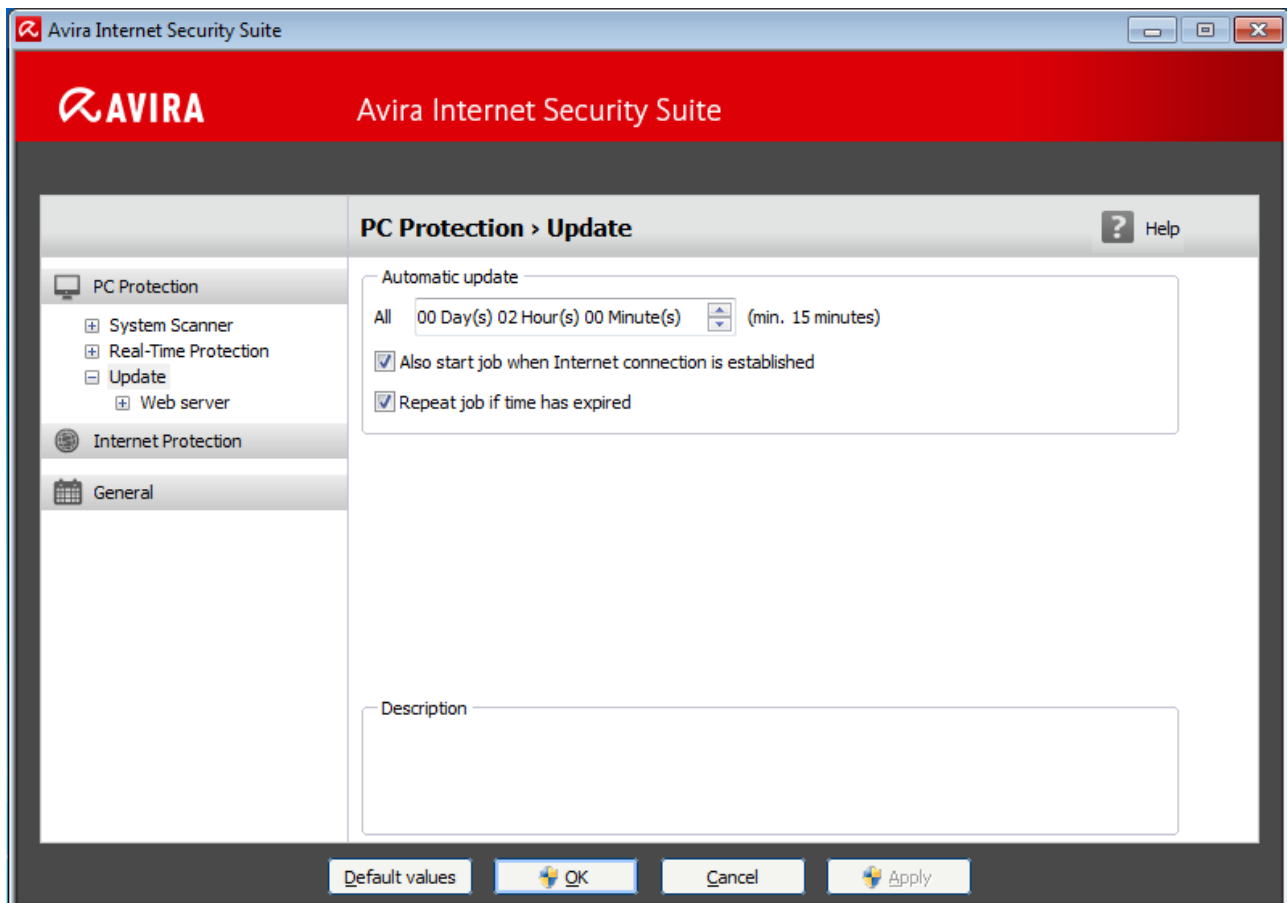 Avira Internet Security Suite
AVIRA
Avira Internet Security Suite
PC Protection › Update
? Help
PC Protection
System Scanner
Real-Time Protection
Update
Web server
Internet Protection
General
Automatic update
All 00 Day(s) 02 Hour(s) 00 Minute(s) (min. 15 minutes)
Also start job when Internet connection is established
Repeat job if time has expired
Description
Default values OK Cancel Apply